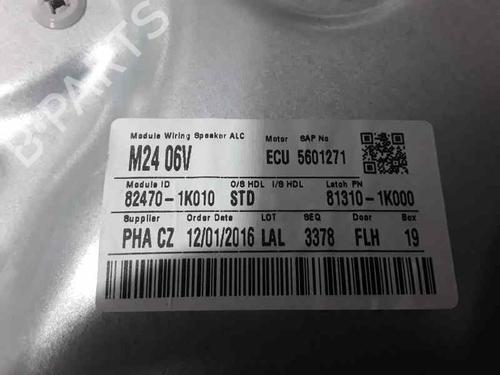 B-PARTS
Module Wiring Speaker ALC Motor SAP No
M24 06V ECU 5601271
Module ID O/S HDL I/S HDL Latch PN
82470-1K010 STD 81310-1K000
Supplier Order Date LOT SEQ Door Box
PHA CZ 12/01/2016 LAL 3378 FLH 19